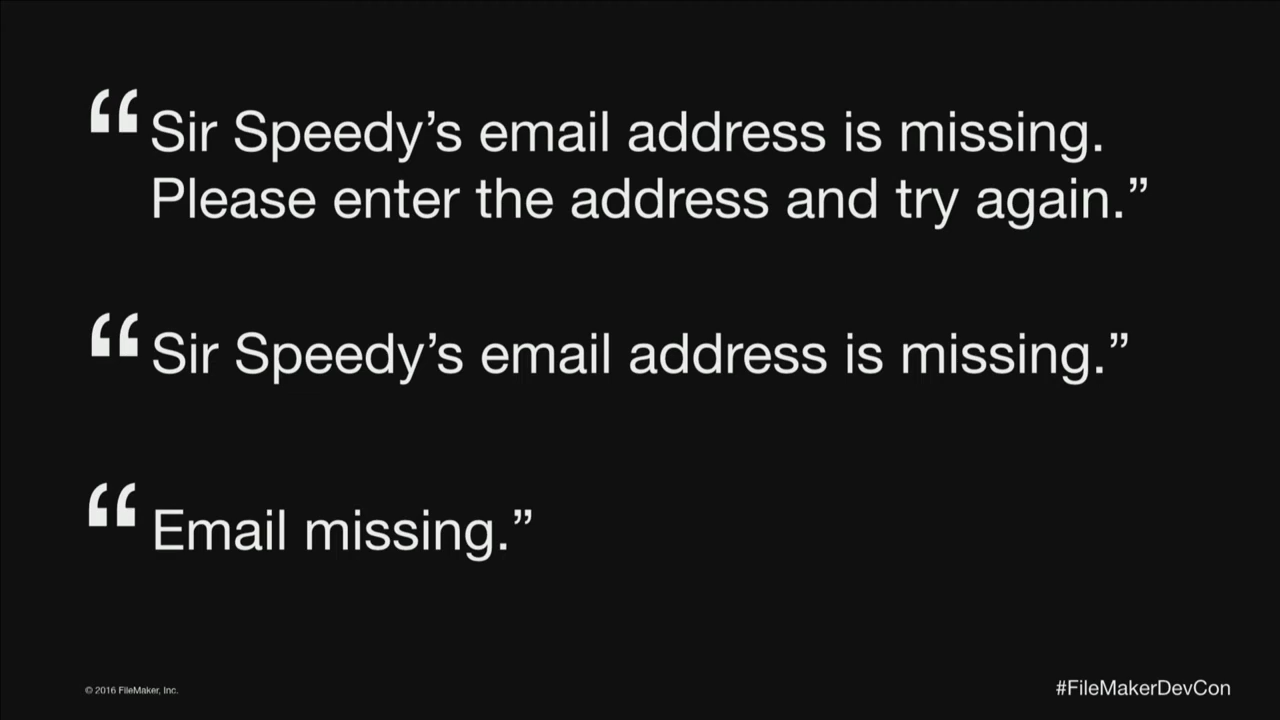 “Sir Speedy’s email address is missing.
Please enter the address and try again.”
“Sir Speedy’s email address is missing.”
“Email missing.”
© 2016 FileMaker, Inc.
#FileMakerDevCon